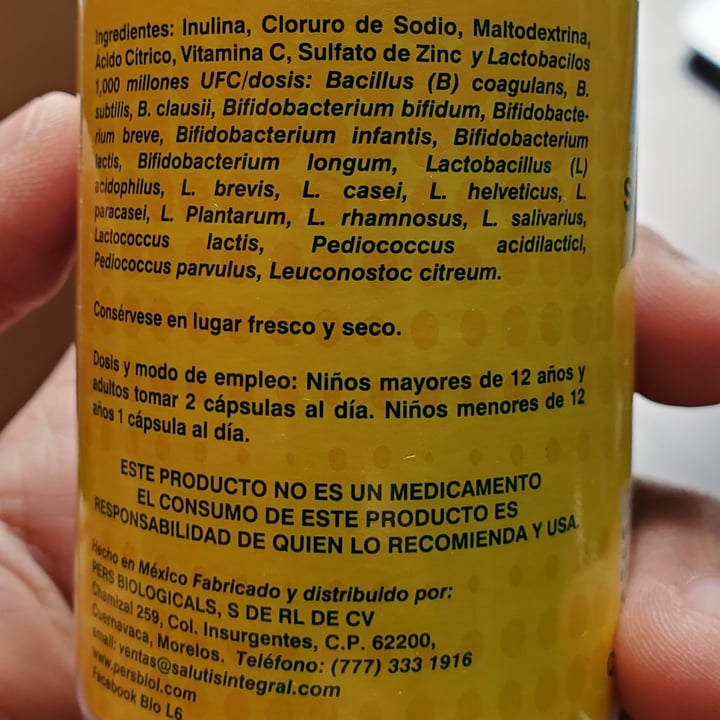 Ingredientes: Inulina, Cloruro de Sodio, Maltodextrina,
Ácido Cítrico, Vitamina C, Sulfato de Zinc y Lactobacilos
1,000 millones UFC/dosis: Bacillus (B) coagulans, B.
subtilis, B. clausii, Bifidobacterium bifidum, Bifidobacte-
rium breve, Bifidobacterium infantis, Bifidobacterium
lactis, Bifidobacterium longum, Lactobacillus (L)
acidophilus, L. brevis, L. casei, L. helveticus, L.
paracasei, L. Plantarum, L. rhamnosus, L. salivarius,
Lactococcus lactis, Pediococcus acidilactici,
Pediococcus parvulus, Leuconostoc citreum.
Consérvese en lugar fresco y seco.
Dosis y modo de empleo: Niños mayores de 12 años y
adultos tomar 2 cápsulas al día. Niños menores de 12
años 1 cápsula al día.
ESTE PRODUCTO NO ES UN MEDICAMENTO
EL CONSUMO DE ESTE PRODUCTO ES
RESPONSABILIDAD DE QUIEN LO RECOMIENDA Y USA.
Hecho en México Fabricado y distribuido por:
PERS BIOLOGICALS, S DE RL DE CV
Chamizal 259, Col. Insurgentes, C.P. 62200,
Cuernavaca, Morelos. Teléfono: (777) 333 1916
email: ventas@salutisintegral.com
www.persbiol.com
Facebook Bio L6